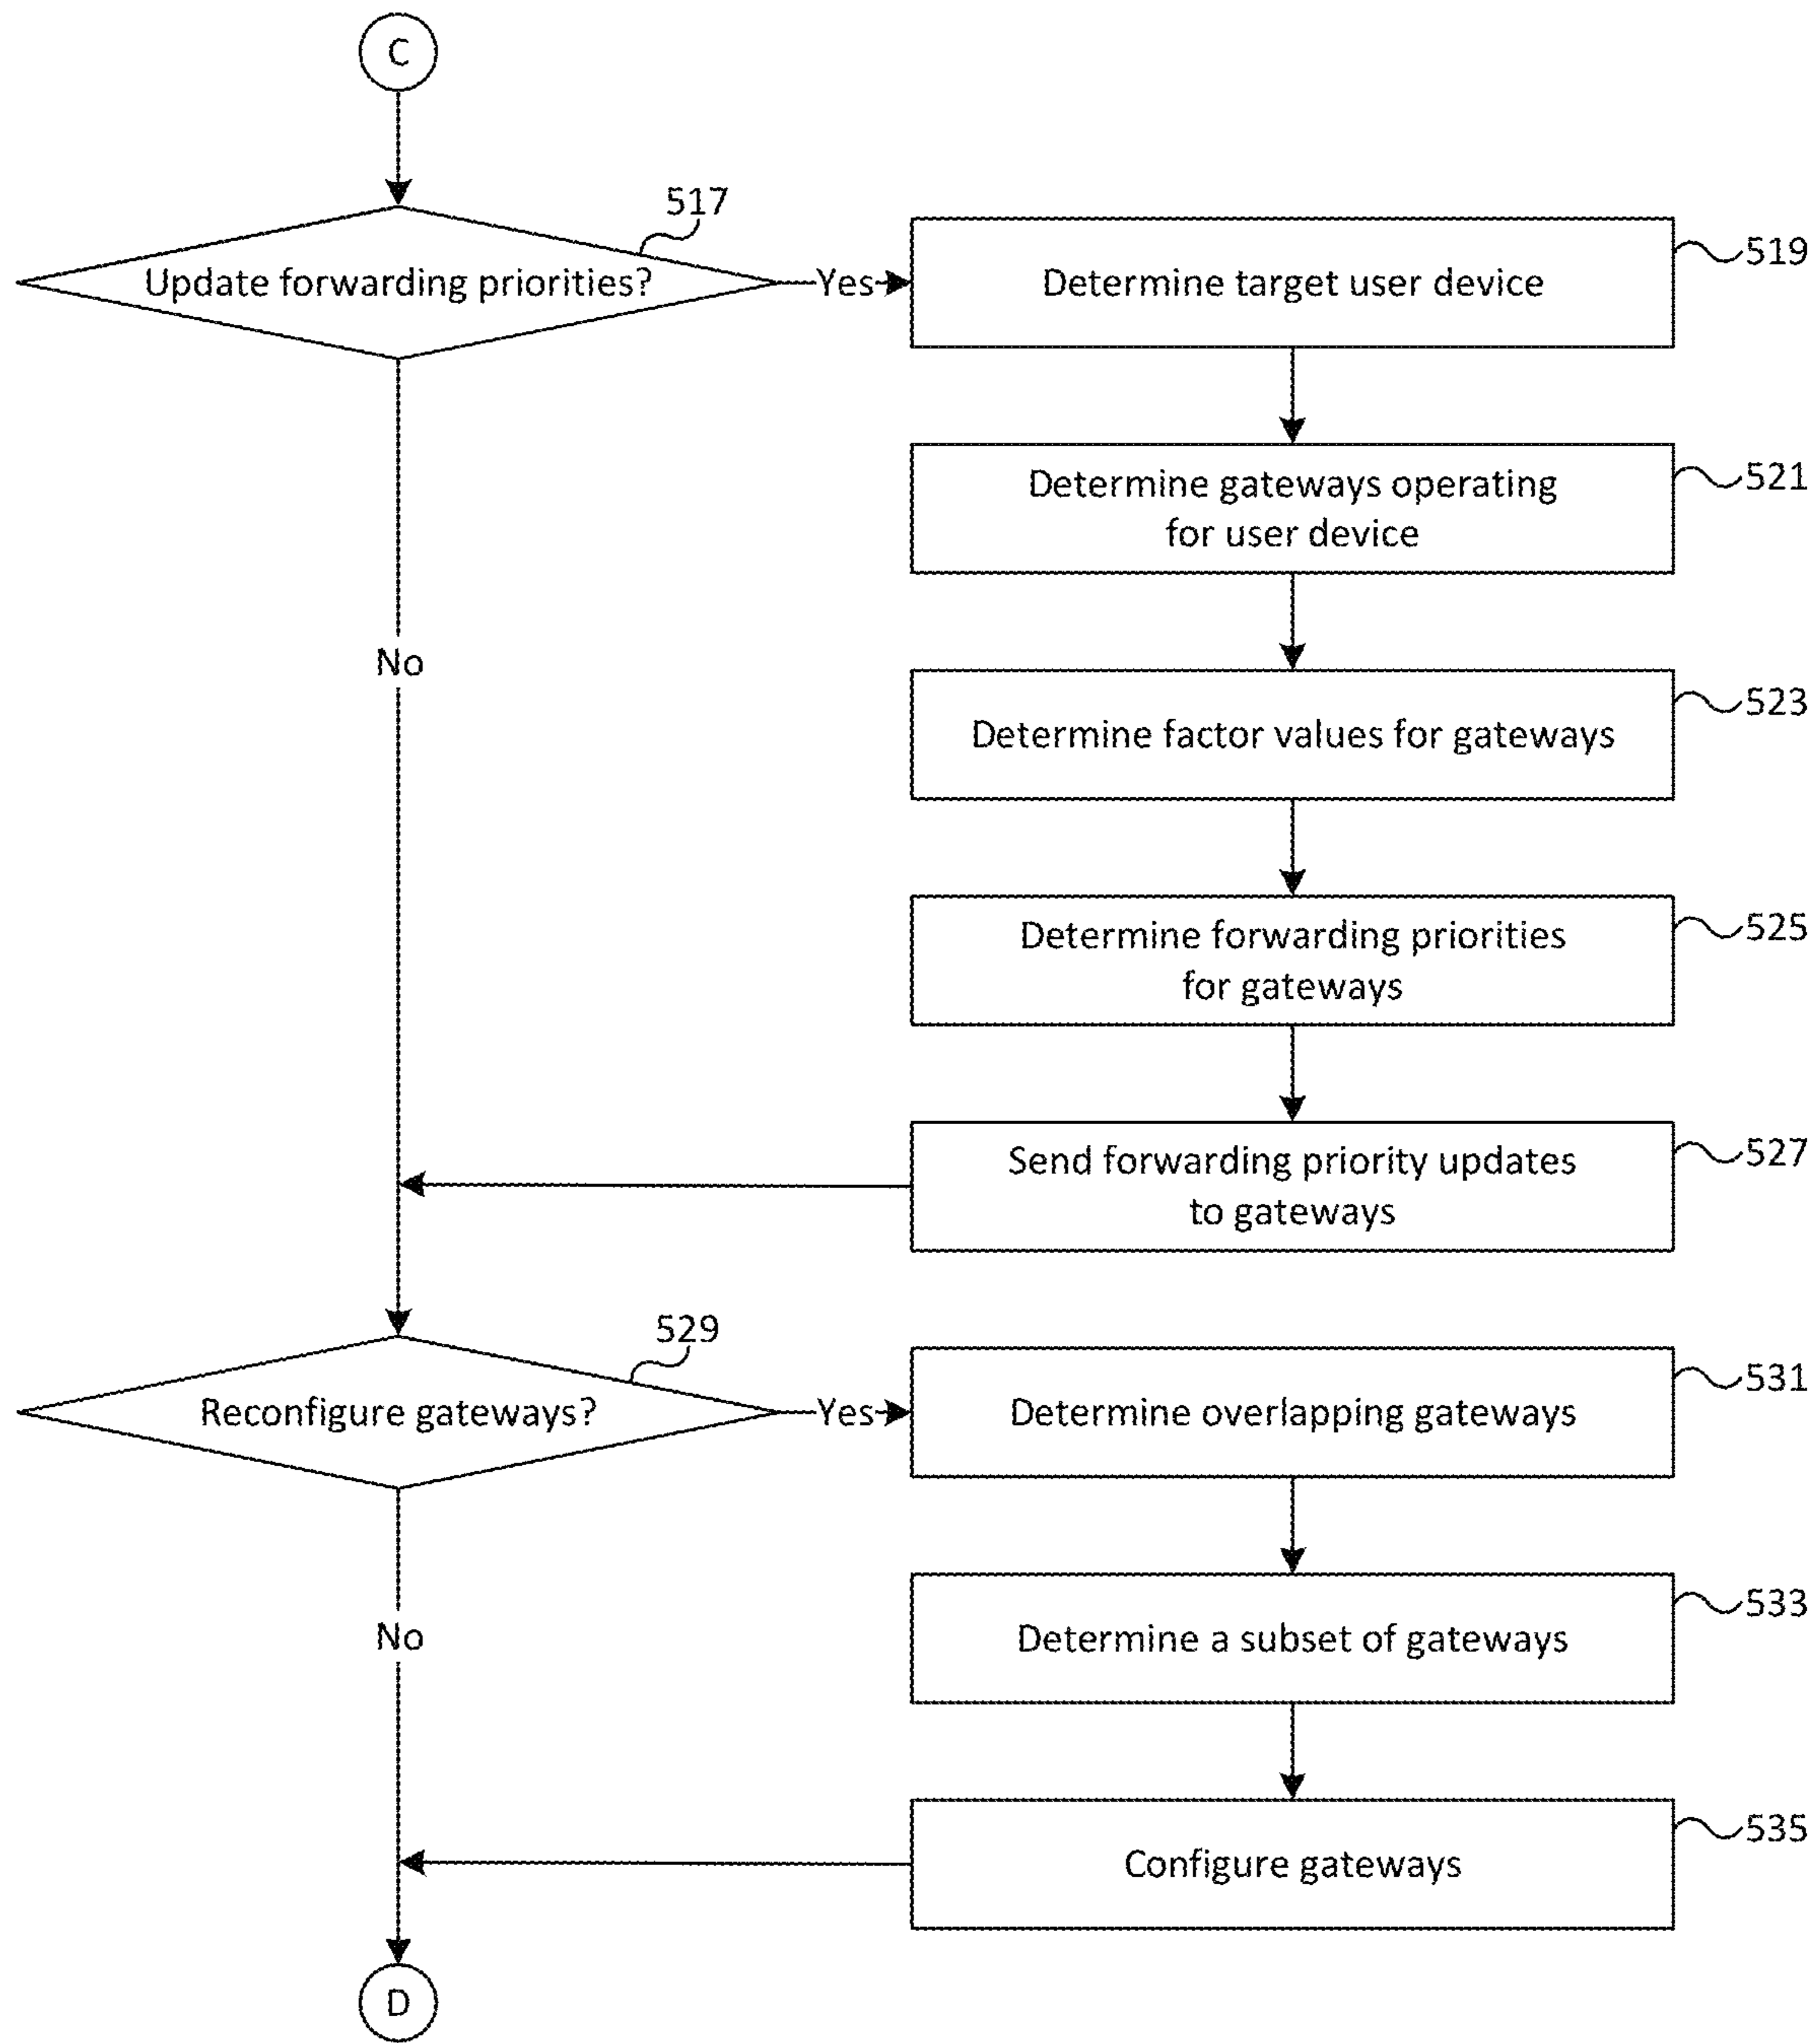 C
517
Update forwarding priorities?
Yes
Determine target user device
519
Determine gateways operating
for user device
521
No
Determine factor values for gateways
523
Determine forwarding priorities
for gateways
525
Send forwarding priority updates
to gateways
527
529
Reconfigure gateways?
Yes
Determine overlapping gateways
531
No
Determine a subset of gateways
533
Configure gateways
535
D